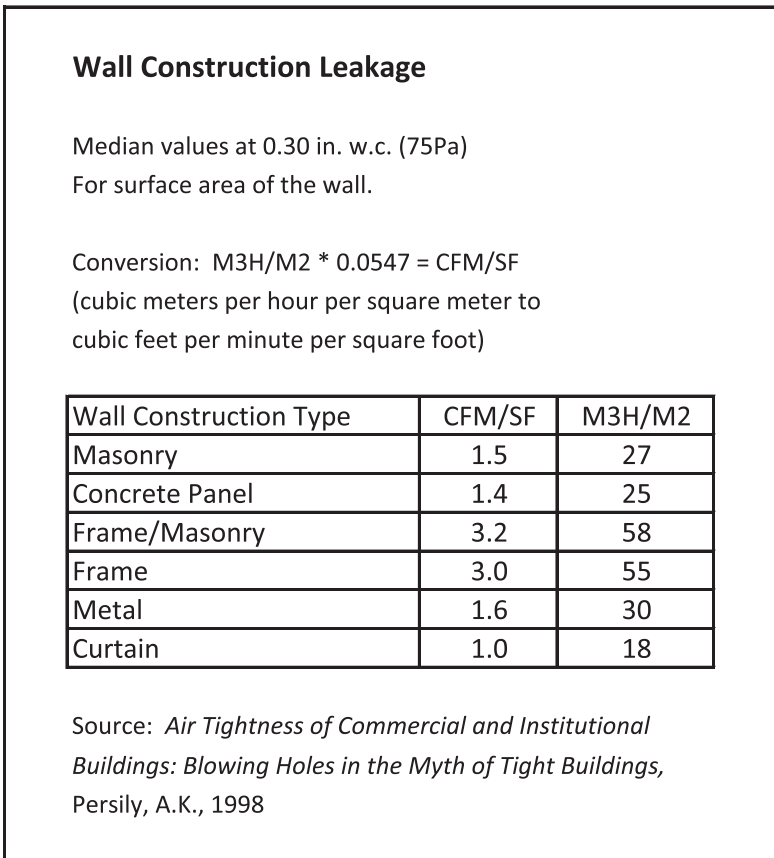 Wall Construction Leakage
Median values at 0.30 in. w.c. (75Pa)
For surface area of the wall.
Conversion:  M3H/M2 * 0.0547 = CFM/SF
(cubic meters per hour per square meter to
cubic feet per minute per square foot)
Wall Construction Type CFM/SF M3H/M2
Masonry 1.5 27
Concrete Panel 1.4 25
Frame/Masonry 3.2 58
Frame 3.0 55
Metal 1.6 30
Curtain 1.0 18
Source:  Air Tightness of Commercial and Institutional
Buildings: Blowing Holes in the Myth of Tight Buildings,
Persily, A.K., 1998